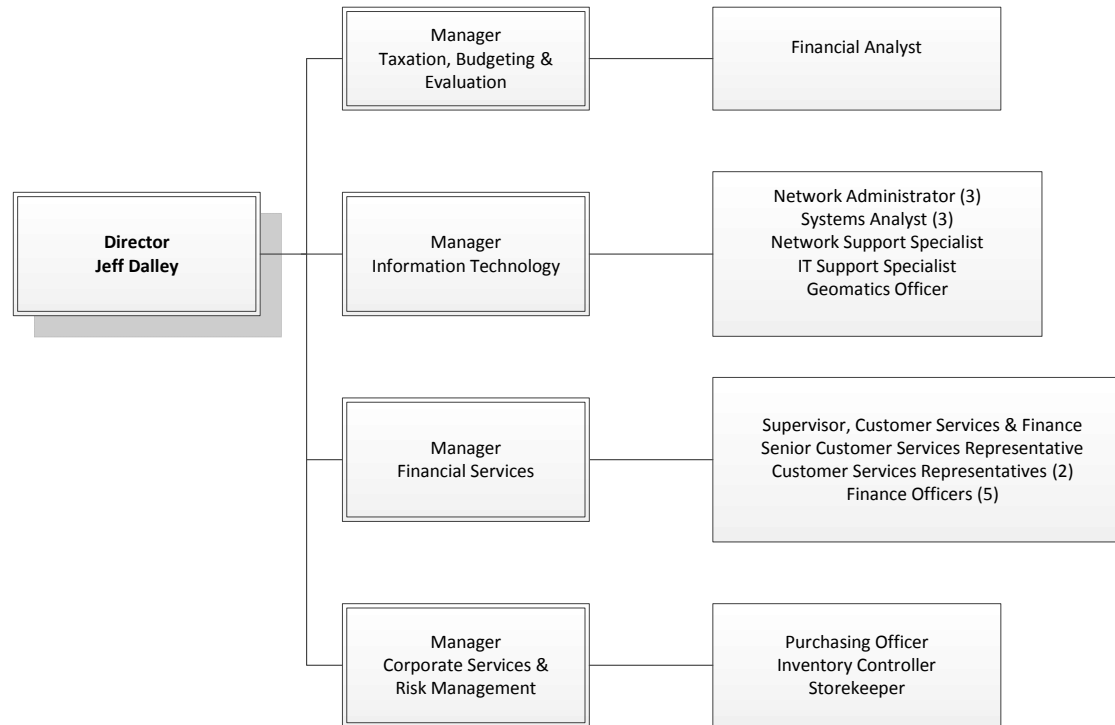 Manager
Taxation, Budgeting &
Evaluation
Financial Analyst
Director
Jeff Dalley
Manager
Information Technology
Network Administrator (3)
Systems Analyst (3)
Network Support Specialist
IT Support Specialist
Geomatics Officer
Manager
Financial Services
Supervisor, Customer Services & Finance
Senior Customer Services Representative
Customer Services Representatives (2)
Finance Officers (5)
Manager
Corporate Services &
Risk Management
Purchasing Officer
Inventory Controller
Storekeeper